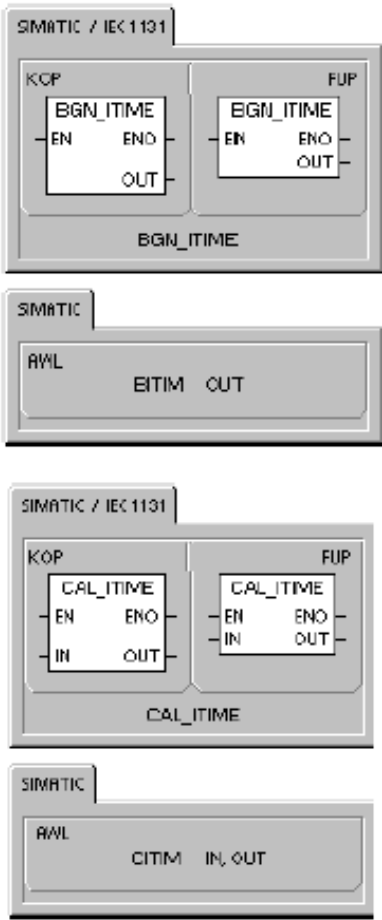 SIMATIC / IEC 1131
KOP FUP
BGN_ITIME BGN_ITIME
EN ENO EN ENO
OUT OUT
BGN_ITIME
SIMATIC
AWL
BITIM OUT
SIMATIC / IEC 1131
KOP FUP
CAL_ITIME CAL_ITIME
EN ENO EN ENO
IN OUT IN OUT
CAL_ITIME
SIMATIC
AWL
CITIM IN, OUT